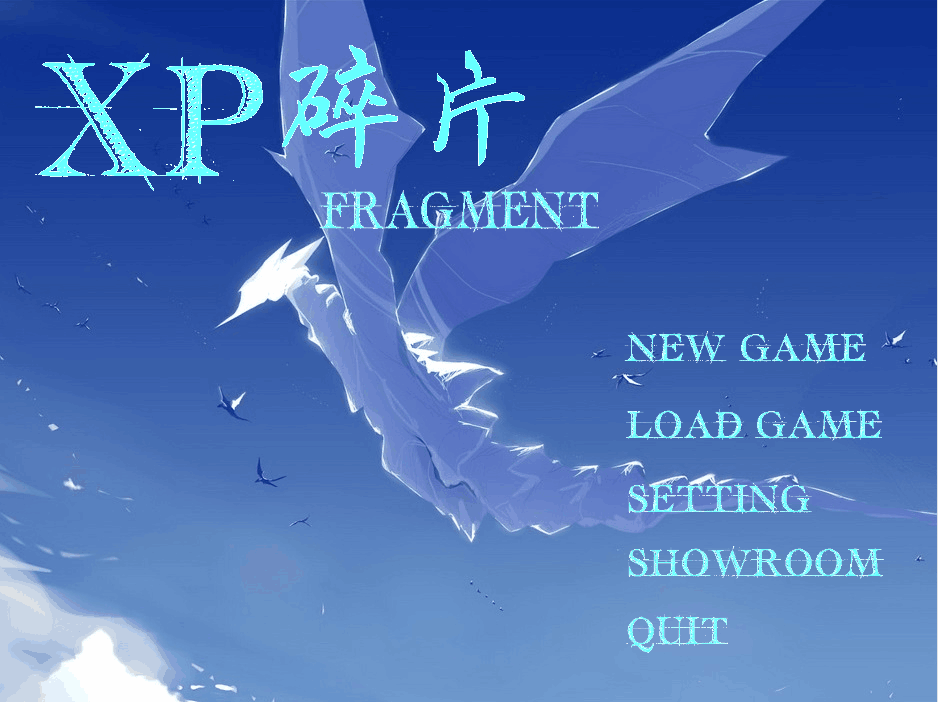 XP碎片
FRAGMENT
NEW GAME
LOAD GAME
SETTING
SHOWROOM
QUIT